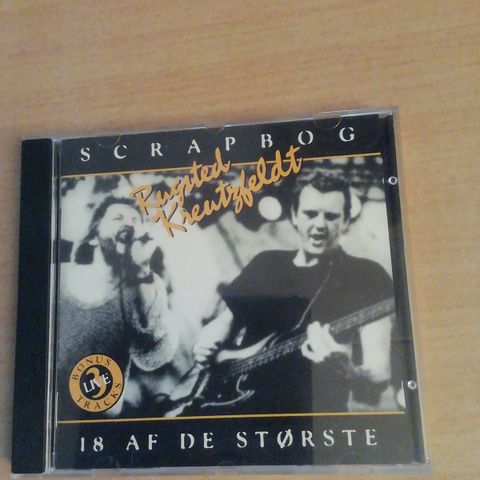 SCRAPBOG
Rugsted
Kreutzfeldt
BONUS
3
LIVE
TRACKS
18 AF DE STØRSTE